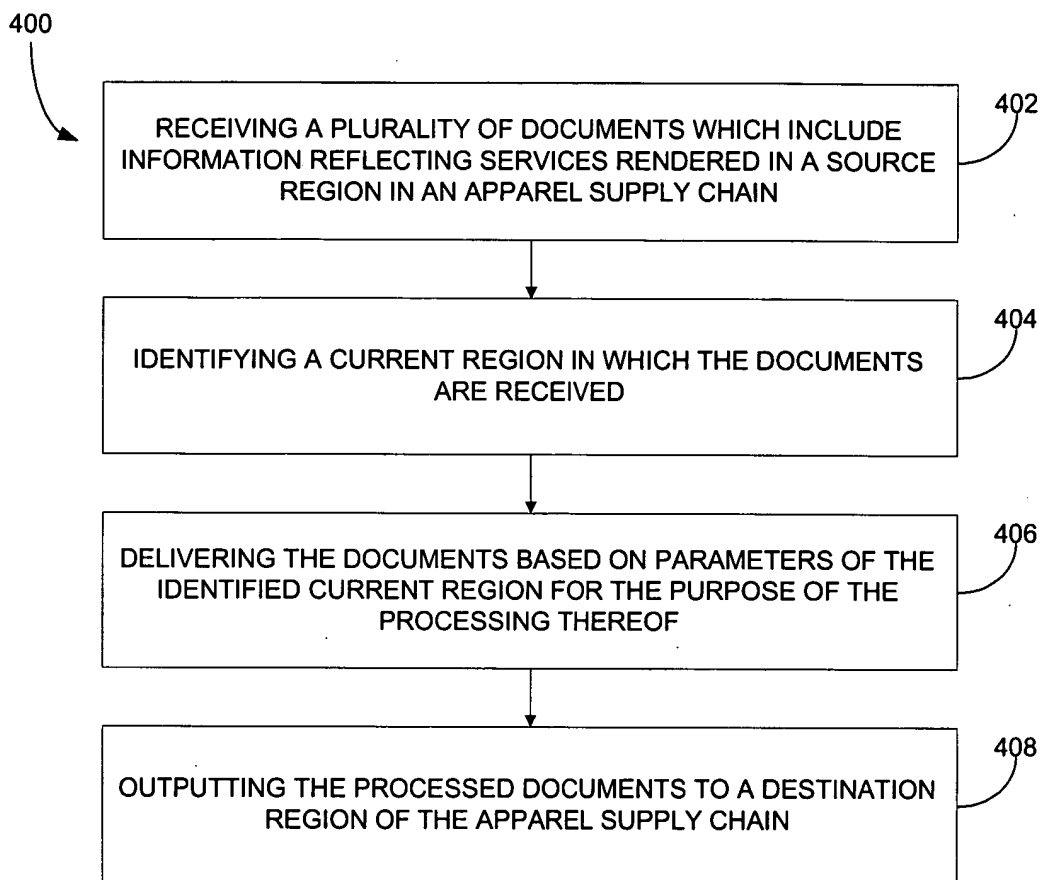 400
402
RECEIVING A PLURALITY OF DOCUMENTS WHICH INCLUDE
INFORMATION REFLECTING SERVICES RENDERED IN A SOURCE
REGION IN AN APPAREL SUPPLY CHAIN
404
IDENTIFYING A CURRENT REGION IN WHICH THE DOCUMENTS
ARE RECEIVED
406
DELIVERING THE DOCUMENTS BASED ON PARAMETERS OF THE
IDENTIFIED CURRENT REGION FOR THE PURPOSE OF THE
PROCESSING THEREOF
408
OUTPUTTING THE PROCESSED DOCUMENTS TO A DESTINATION
REGION OF THE APPAREL SUPPLY CHAIN